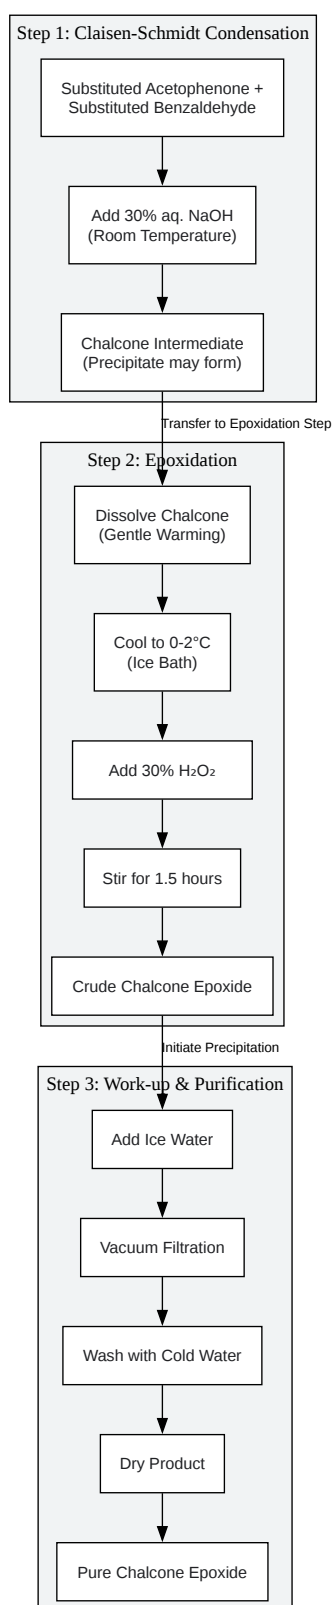 Step 1: Claisen-Schmidt Condensation
Substituted Acetophenone +
Substituted Benzaldehyde
Add 30% aq. NaOH
(Room Temperature)
Chalcone Intermediate
(Precipitate may form)
Transfer to Epoxidation Step
Step 2: Epoxidation
Dissolve Chalcone
(Gentle Warming)
Cool to 0-2°C
(Ice Bath)
Add 30% H₂O₂
Stir for 1.5 hours
Crude Chalcone Epoxide
Initiate Precipitation
Step 3: Work-up & Purification
Add Ice Water
Vacuum Filtration
Wash with Cold Water
Dry Product
Pure Chalcone Epoxide